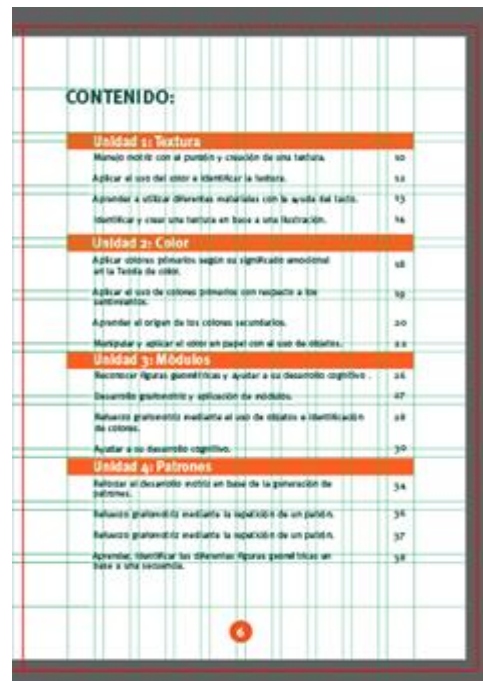 CONTENIDO:
Unidad 1: Textura
Manejo motriz con el punzón y creación de una textura. 10
Aplicar el uso del color e identificar la textura. 12
Aprender a utilizar diferentes materiales con la ayuda del tacto. 13
Identificar y crear una textura en base a una ilustración. 14
Unidad 2: Color
Aplicar colores primarios según su significado emocional
en la Teoría de color. 18
Aplicar el uso de colores primarios con respecto a los
sentimientos. 19
Aprender el origen de los colores secundarios. 20
Manipular y aplicar el color en papel con el uso de objetos. 22
Unidad 3: Módulos
Reconocer figuras geométricas y ayudar a su desarrollo cognitivo . 26
Desarrollo grafomotriz y aplicación de módulos. 27
Refuerzo grafomotriz mediante el uso de objetos e identificación
de colores. 28
Ayudar a su desarrollo cognitivo. 30
Unidad 4: Patrones
Reforzar el desarrollo motriz en base de la generación de
patrones. 34
Refuerzo grafomotriz mediante la repetición de un patrón. 36
Refuerzo grafomotriz mediante la repetición de un patrón. 37
Aprender, identificar las diferentes figuras geométricas en
base a una secuencia. 38
6